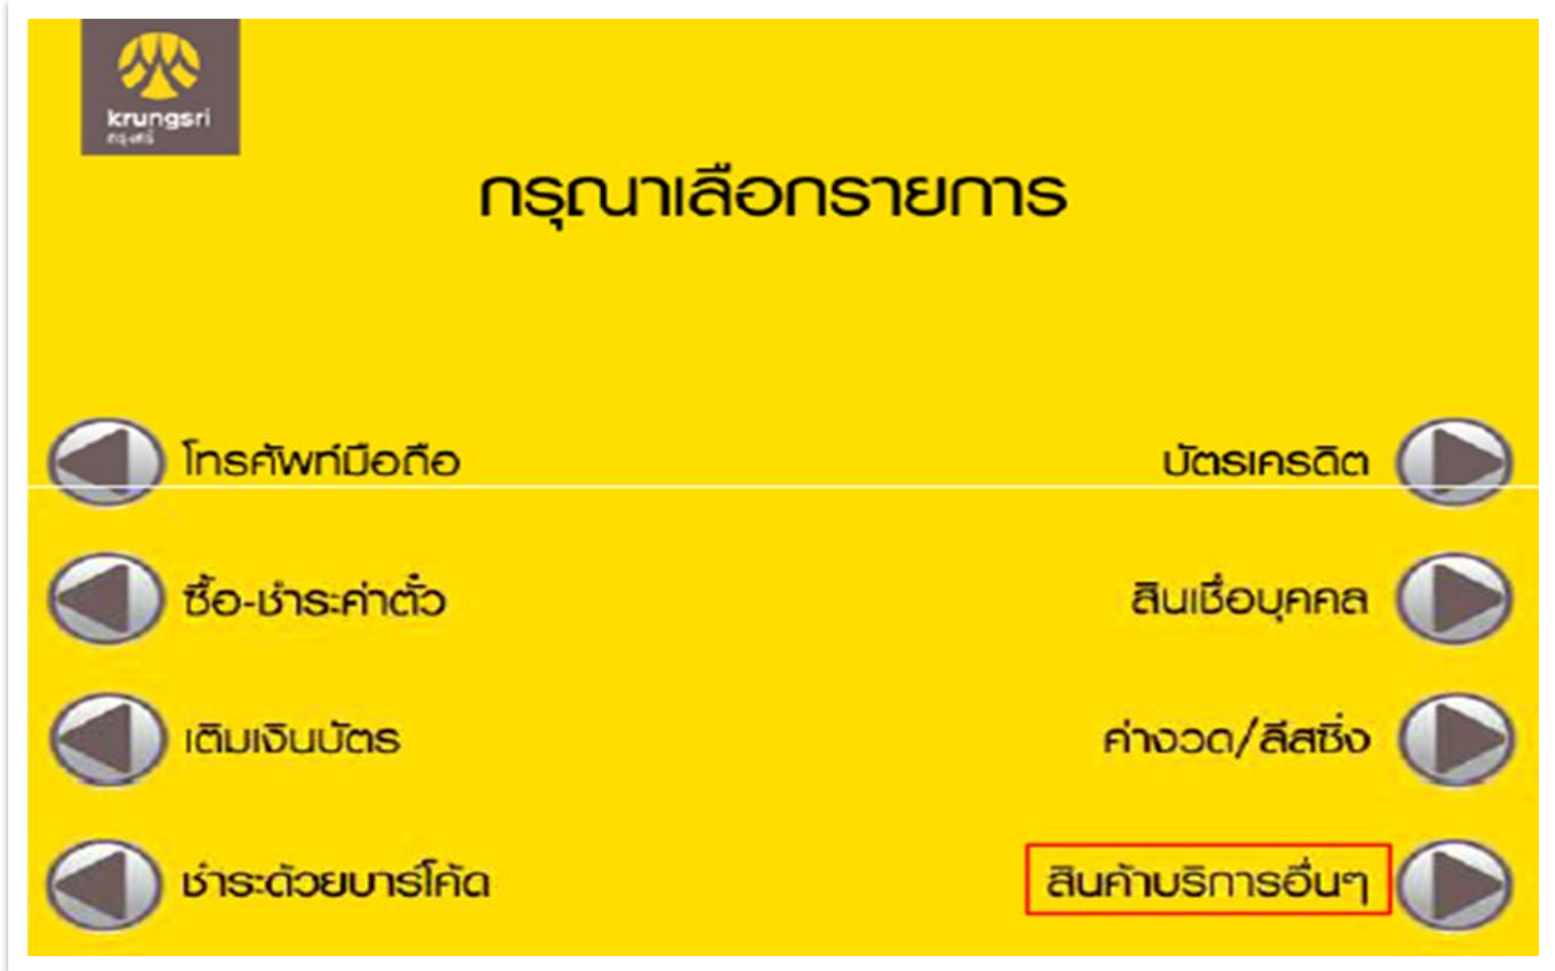 krungsri
กรุงศรี
กรุณาเลือกรายการ
โทรศัพท์มือถือ
บัตรเครดิต
ซื้อ-ชำระค่าตั๋ว
สินเชื่อบุคคล
เติมเงินบัตร
ค่างวด/ลีสซิ่ง
ชำระด้วยบาร์โค้ด
สินค้าบริการอื่นๆ